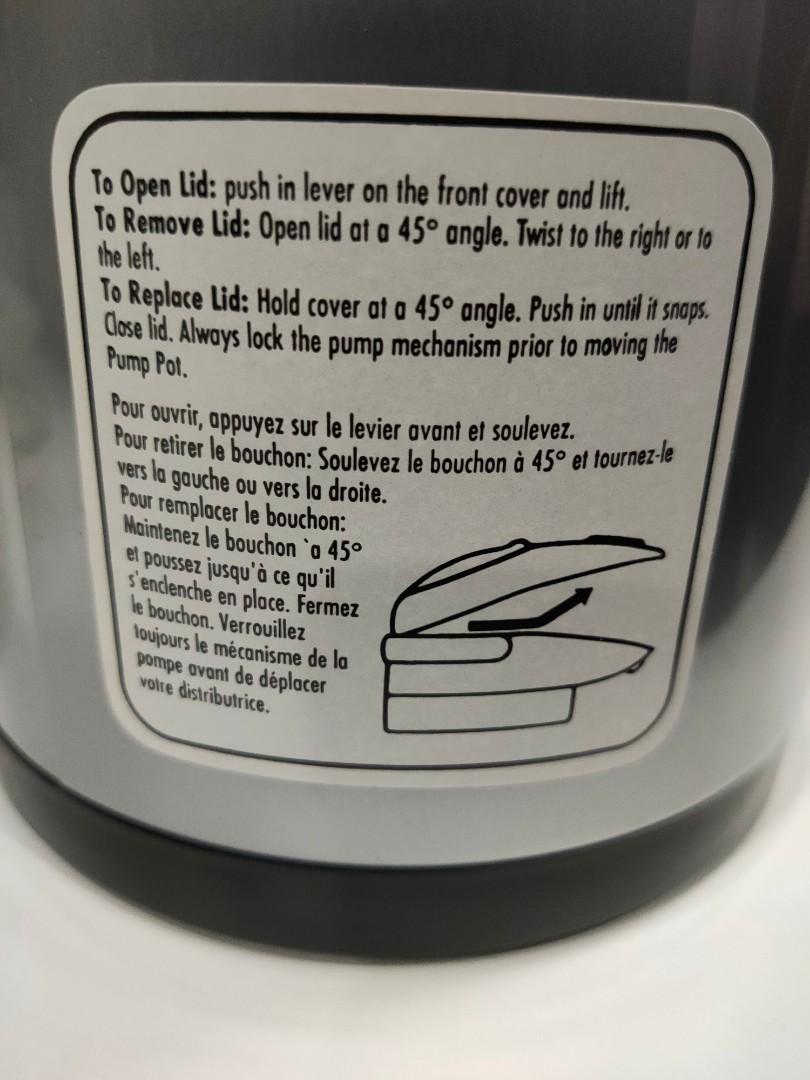 To Open Lid: push in lever on the front cover and lift.
To Remove Lid: Open lid at a 45° angle. Twist to the right or to
the left.
To Replace Lid: Hold cover at a 45° angle. Push in until it snaps.
Close lid. Always lock the pump mechanism prior to moving the
Pump Pot.
Pour ouvrir, appuyez sur le levier avant et soulevez.
Pour retirer le bouchon: Soulevez le bouchon à 45° et tournez-le
vers la gauche ou vers la droite.
Pour remplacer le bouchon:
Maintenez le bouchon `a 45°
et poussez jusqu'à ce qu'il
s'enclenche en place. Fermez
le bouchon. Verrouillez
toujours le mécanisme de la
pompe avant de déplacer
votre distributrice.